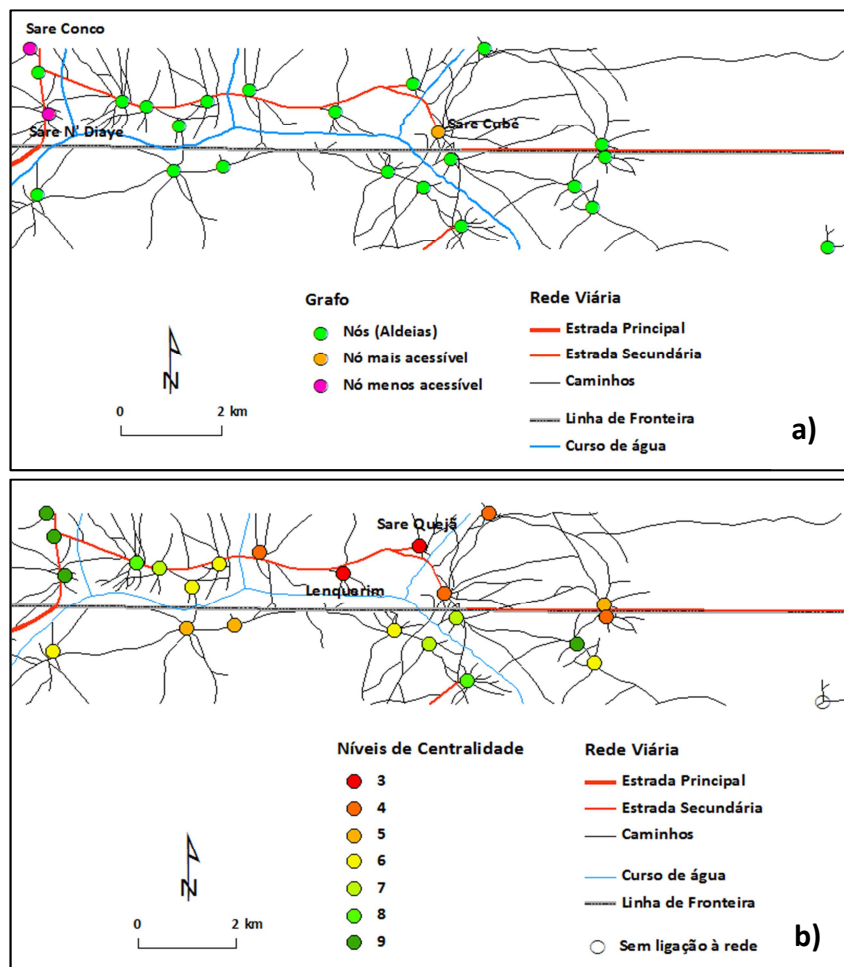 Sare Conco
Sare N' Diaye
Sare Cubé
Grafo
Nós (Aldeias)
Nó mais acessível
Nó menos acessível
Rede Viária
Estrada Principal
Estrada Secundária
Caminhos
Linha de Fronteira
Curso de água
N
0 2 km
a)
Sare Quejã
Lenquerim
Níveis de Centralidade
3
4
5
6
7
8
9
Rede Viária
Estrada Principal
Estrada Secundária
Caminhos
Curso de água
Linha de Fronteira
Sem ligação à rede
N
0 2 km
b)